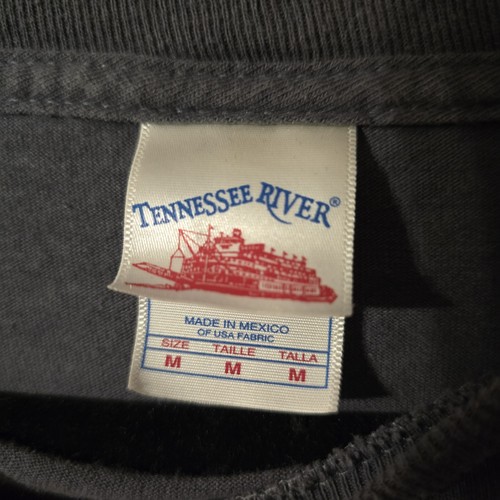 TENNESSEE RIVER®
MADE IN MEXICO
OF USA FABRIC
SIZE TAILLE TALLA
M M M